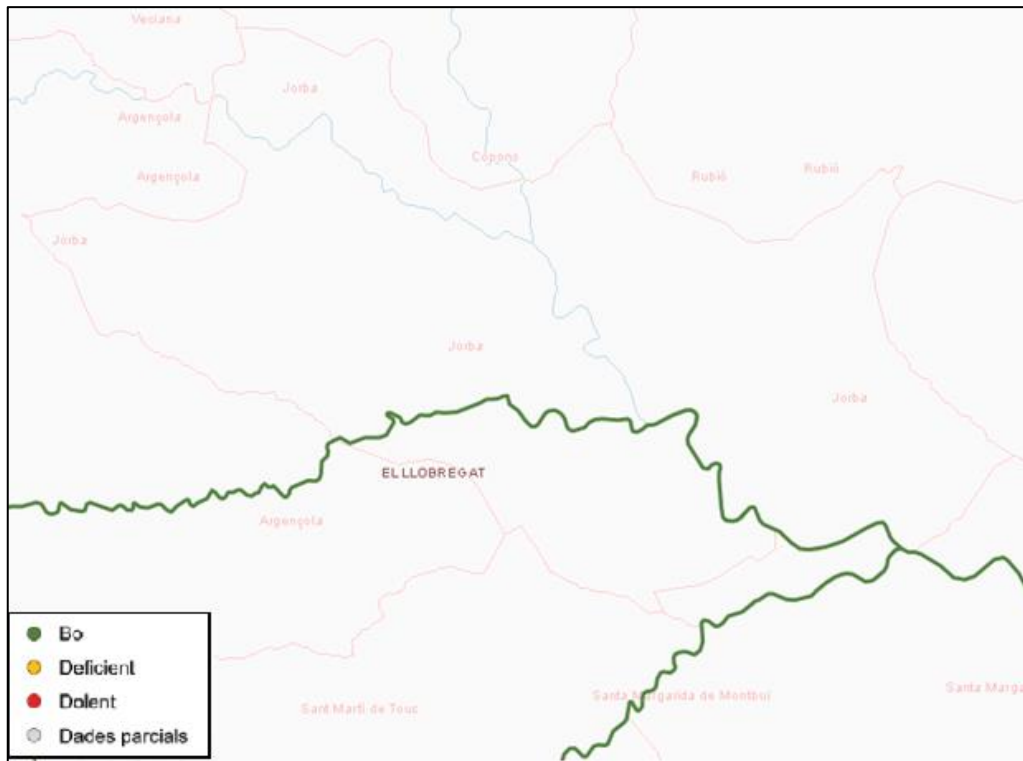 Veciana
Jorba
Argençola
Copons
Argençola
Rubió
Rubió
Jorba
Jorba
Jorba
EL LLOBREGAT
Argençola
Bo
Deficient
Dolent
Dades parcials
Sant Martí de Tous
Santa Margarida de Montbui
Santa Marga